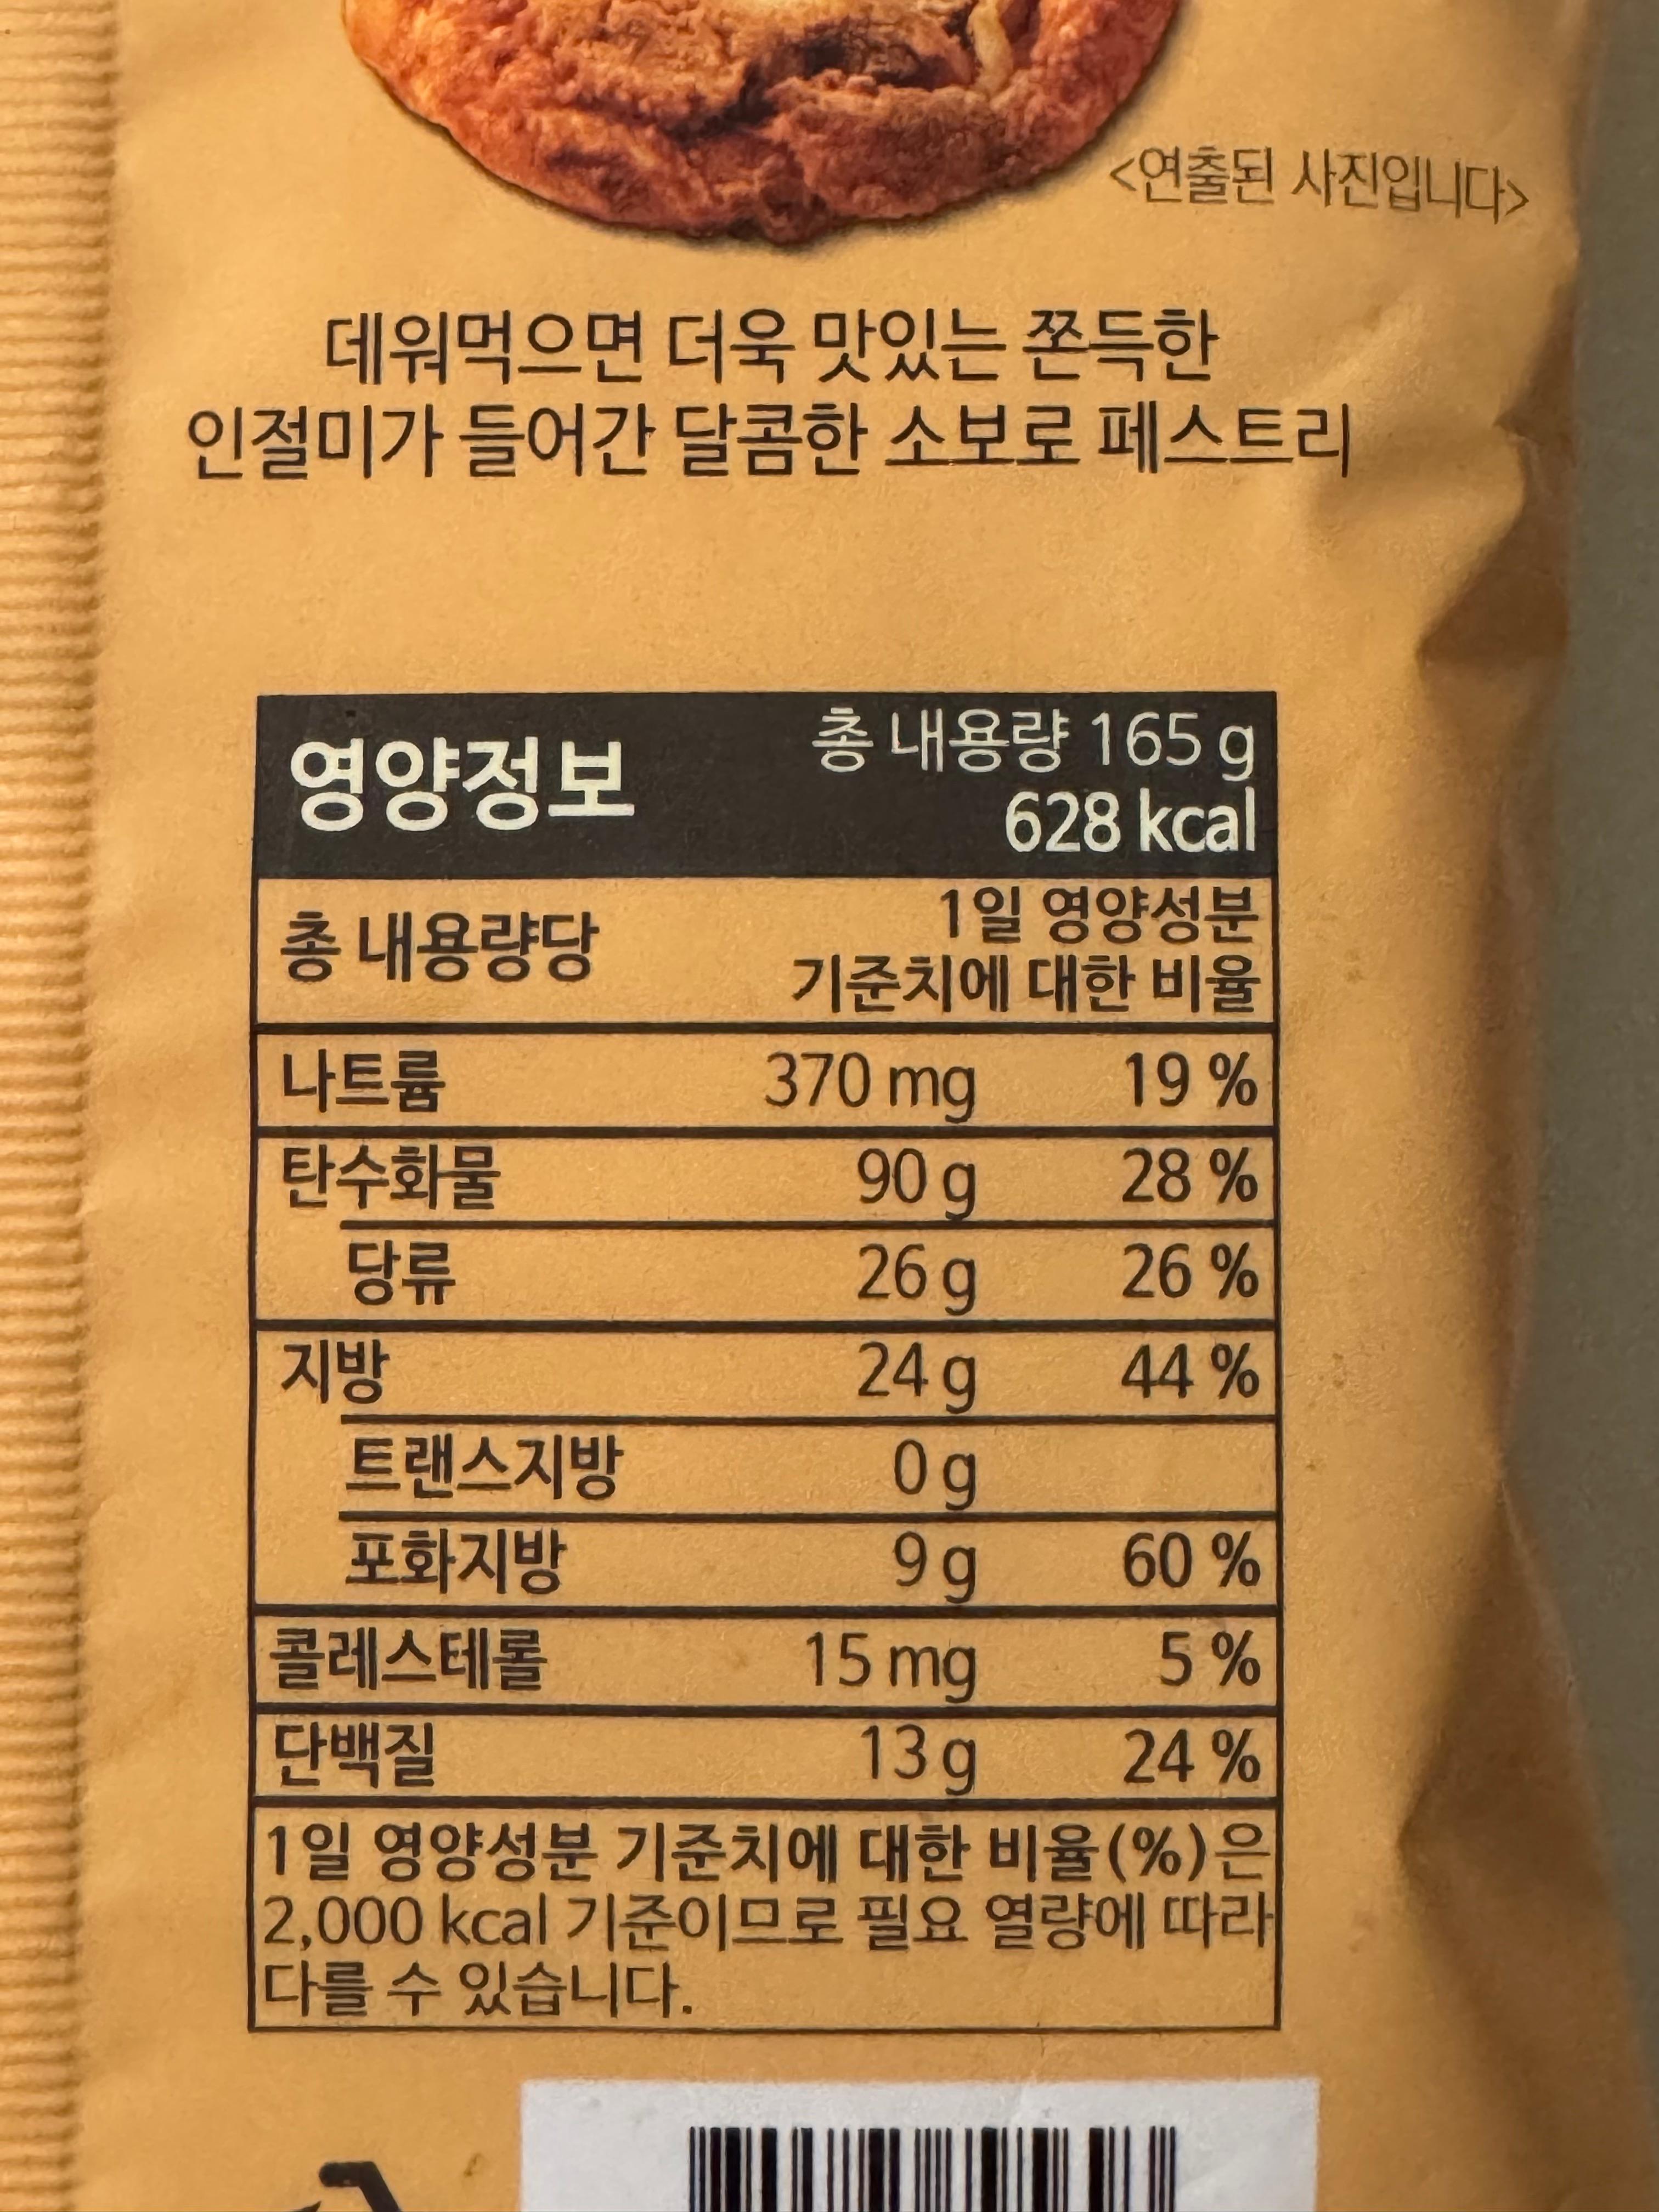 <연출된 사진입니다>
데워먹으면 더욱 맛있는 쫀득한
인절미가 들어간 달콤한 소보로 페스트리
영양정보
총 내용량 165 g
628 kcal
총 내용량당
1일 영양성분
기준치에 대한 비율
나트륨 370 mg 19 %
탄수화물 90 g 28 %
당류 26 g 26 %
지방 24 g 44 %
트랜스지방 0 g
포화지방 9 g 60 %
콜레스테롤 15 mg 5 %
단백질 13 g 24 %
1일 영양성분 기준치에 대한 비율(%)은
2,000 kcal 기준이므로 필요 열량에 따라
다를 수 있습니다.